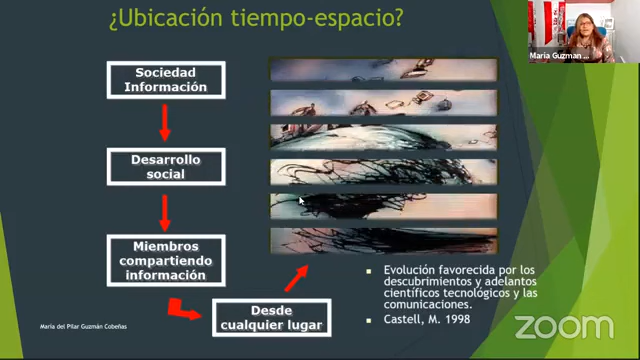 ¿Ubicación tiempo-espacio?
María Guzman ...
Sociedad
Información
Desarrollo
social
Miembros
compartiendo
información
Desde
cualquier lugar
Evolución favorecida por los
descubrimientos y adelantos
científicos tecnológicos y las
comunicaciones.
Castell, M. 1998
María del Pilar Guzmán Cobeñas
zoom